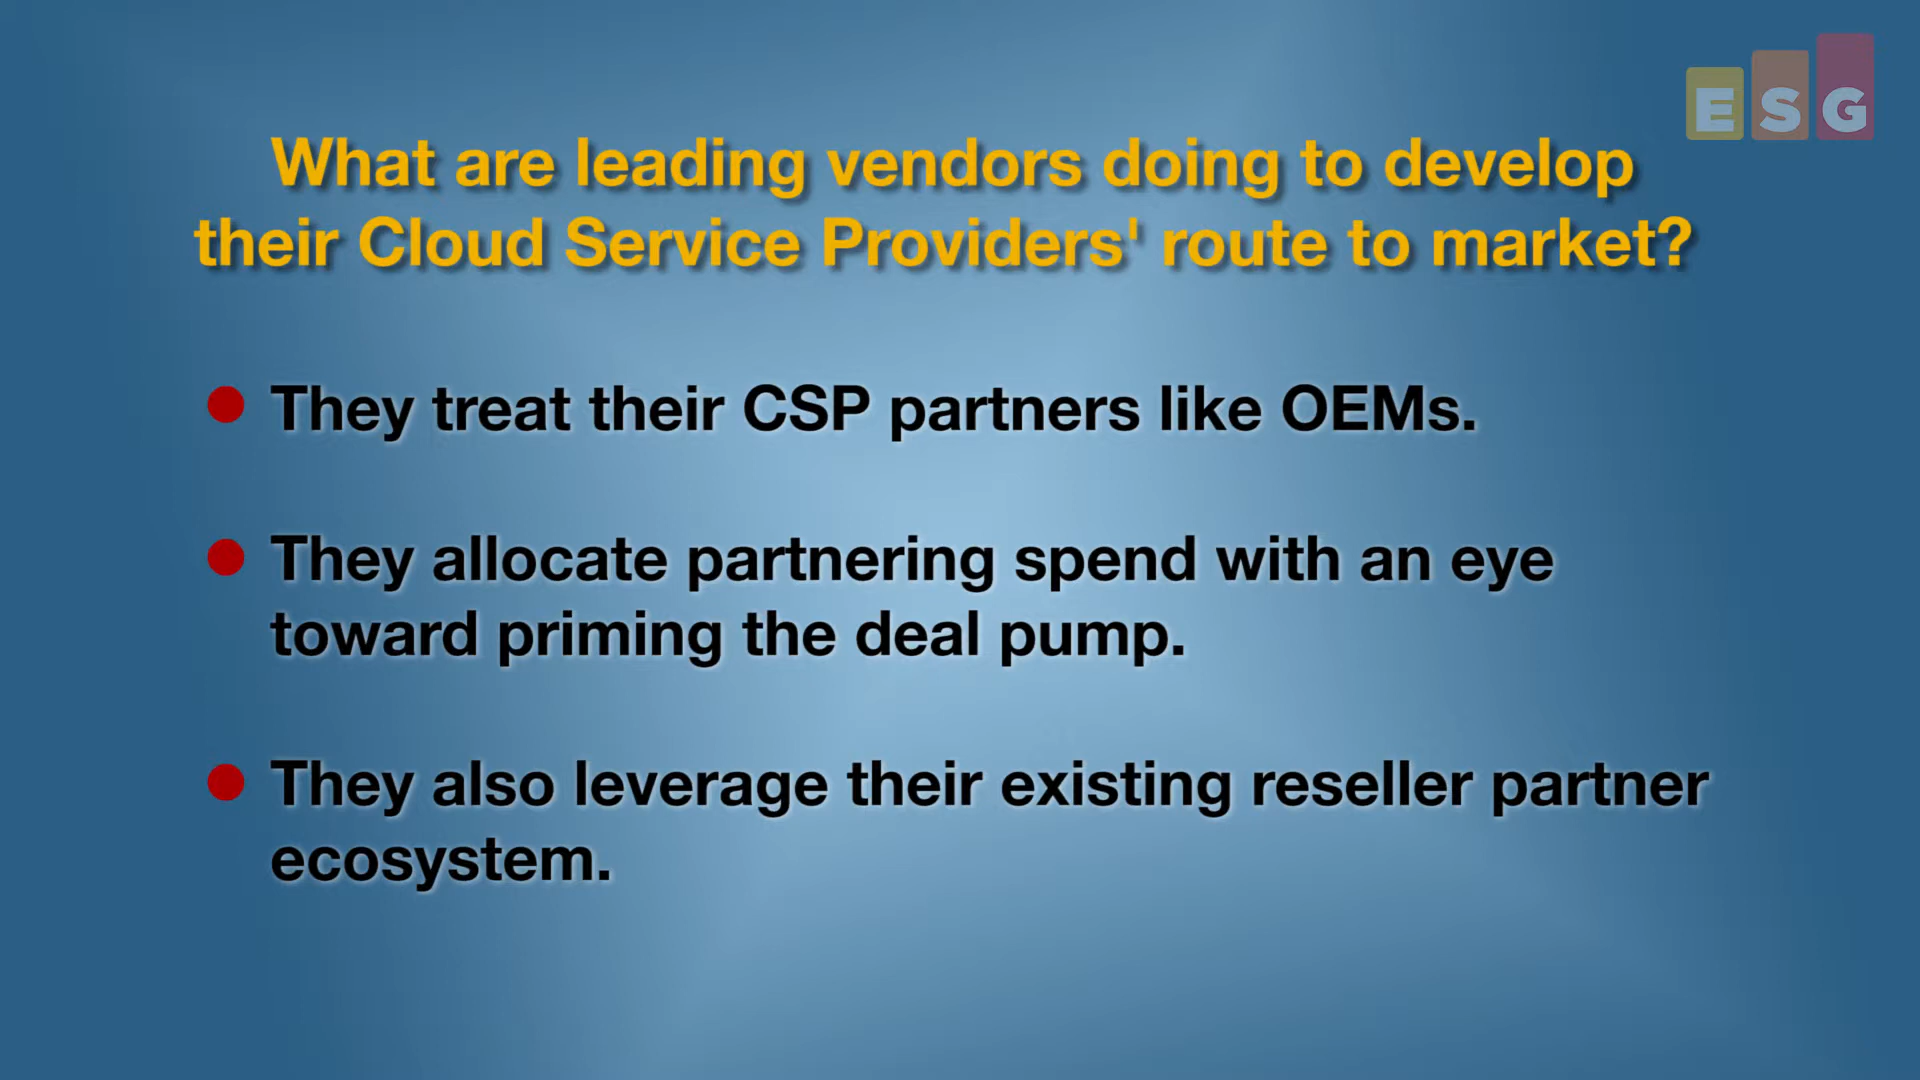 ESG
What are leading vendors doing to develop
their Cloud Service Providers' route to market?
They treat their CSP partners like OEMs.
They allocate partnering spend with an eye
toward priming the deal pump.
They also leverage their existing reseller partner
ecosystem.